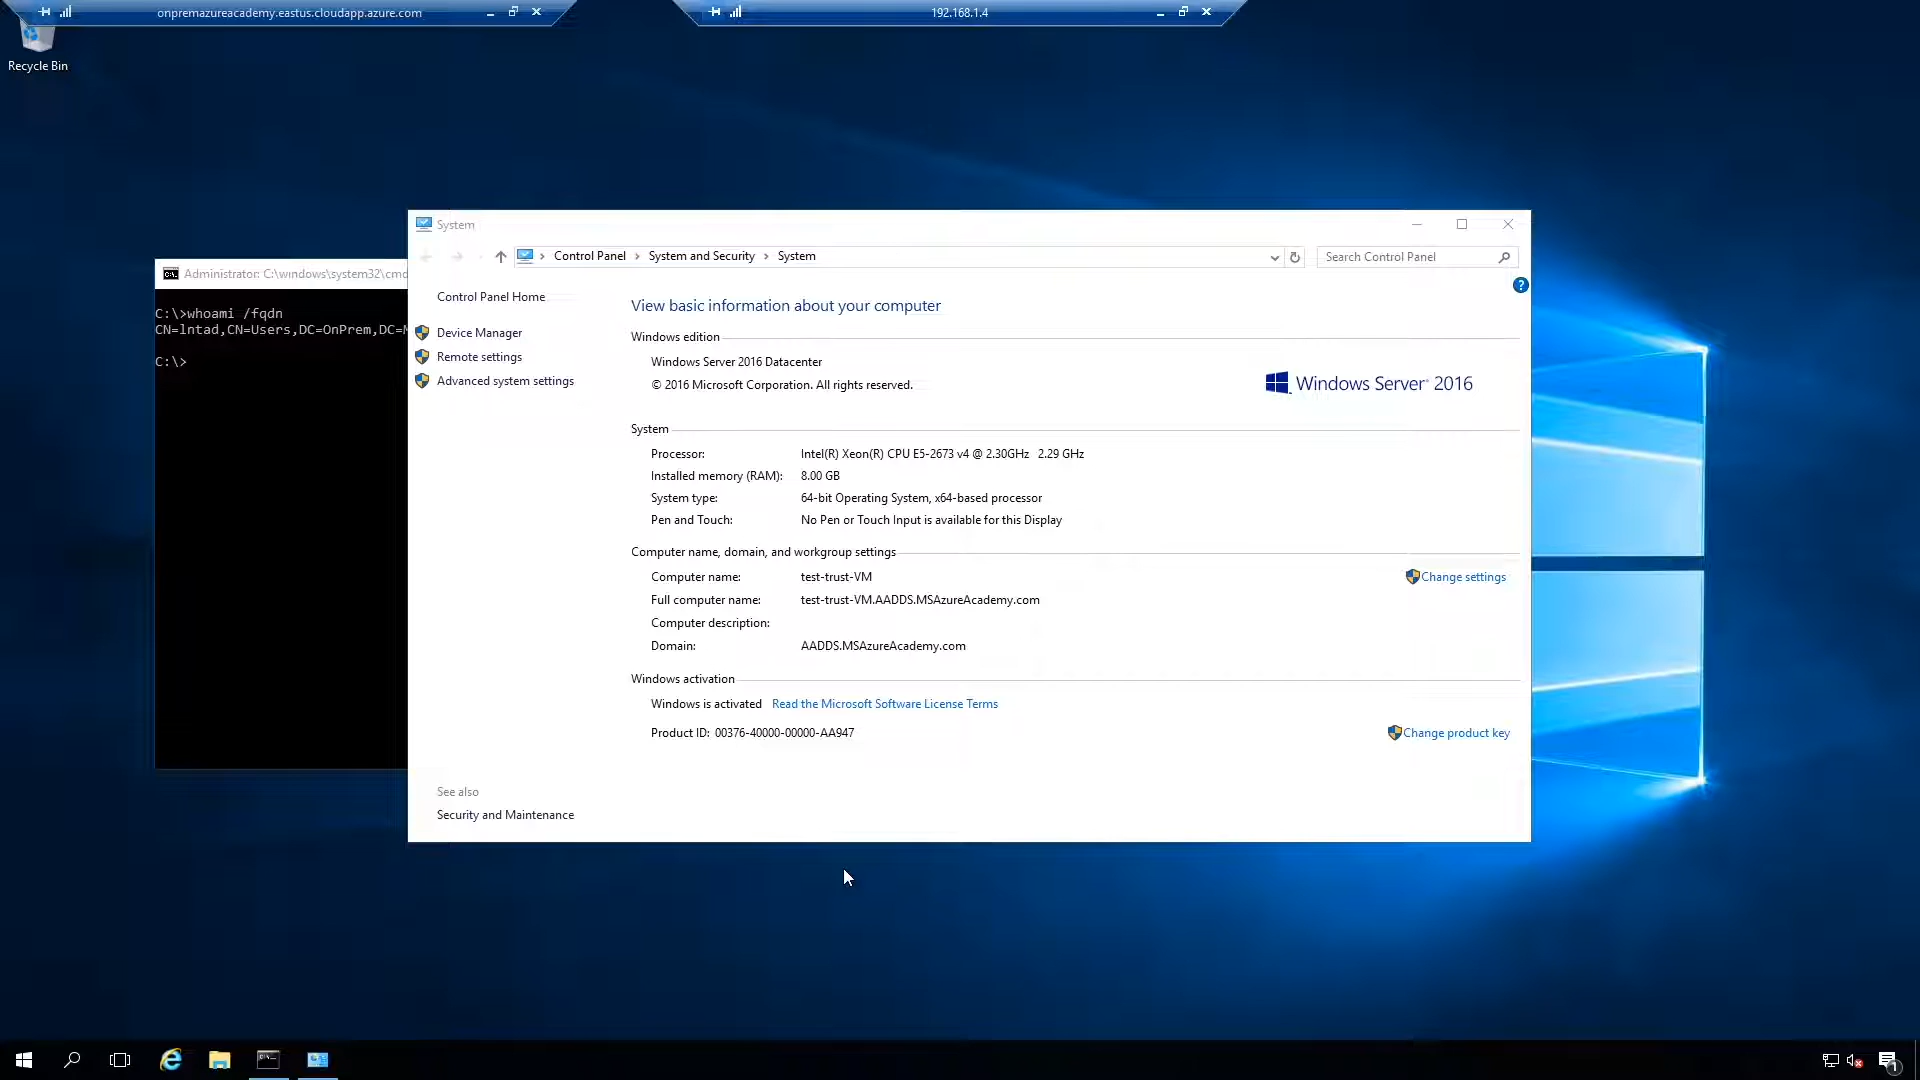 onpremazureacademy.eastus.cloudapp.azure.com
192.168.1.4
Recycle Bin
System
Control Panel > System and Security > System
Search Control Panel
Administrator: C:\windows\system32\cmd
C:\>whoami /fqdn
CN=lntad,CN=Users,DC=OnPrem,DC=M
C:\>
Control Panel Home
Device Manager
Remote settings
Advanced system settings
View basic information about your computer
Windows edition
Windows Server 2016 Datacenter
© 2016 Microsoft Corporation. All rights reserved.
Windows Server 2016
System
Processor: Intel(R) Xeon(R) CPU E5-2673 v4 @ 2.30GHz 2.29 GHz
Installed memory (RAM): 8.00 GB
System type: 64-bit Operating System, x64-based processor
Pen and Touch: No Pen or Touch Input is available for this Display
Computer name, domain, and workgroup settings
Computer name: test-trust-VM
Change settings
Full computer name: test-trust-VM.AADDS.MSAzureAcademy.com
Computer description:
Domain: AADDS.MSAzureAcademy.com
Windows activation
Windows is activated Read the Microsoft Software License Terms
Product ID: 00376-40000-00000-AA947
Change product key
See also
Security and Maintenance
1